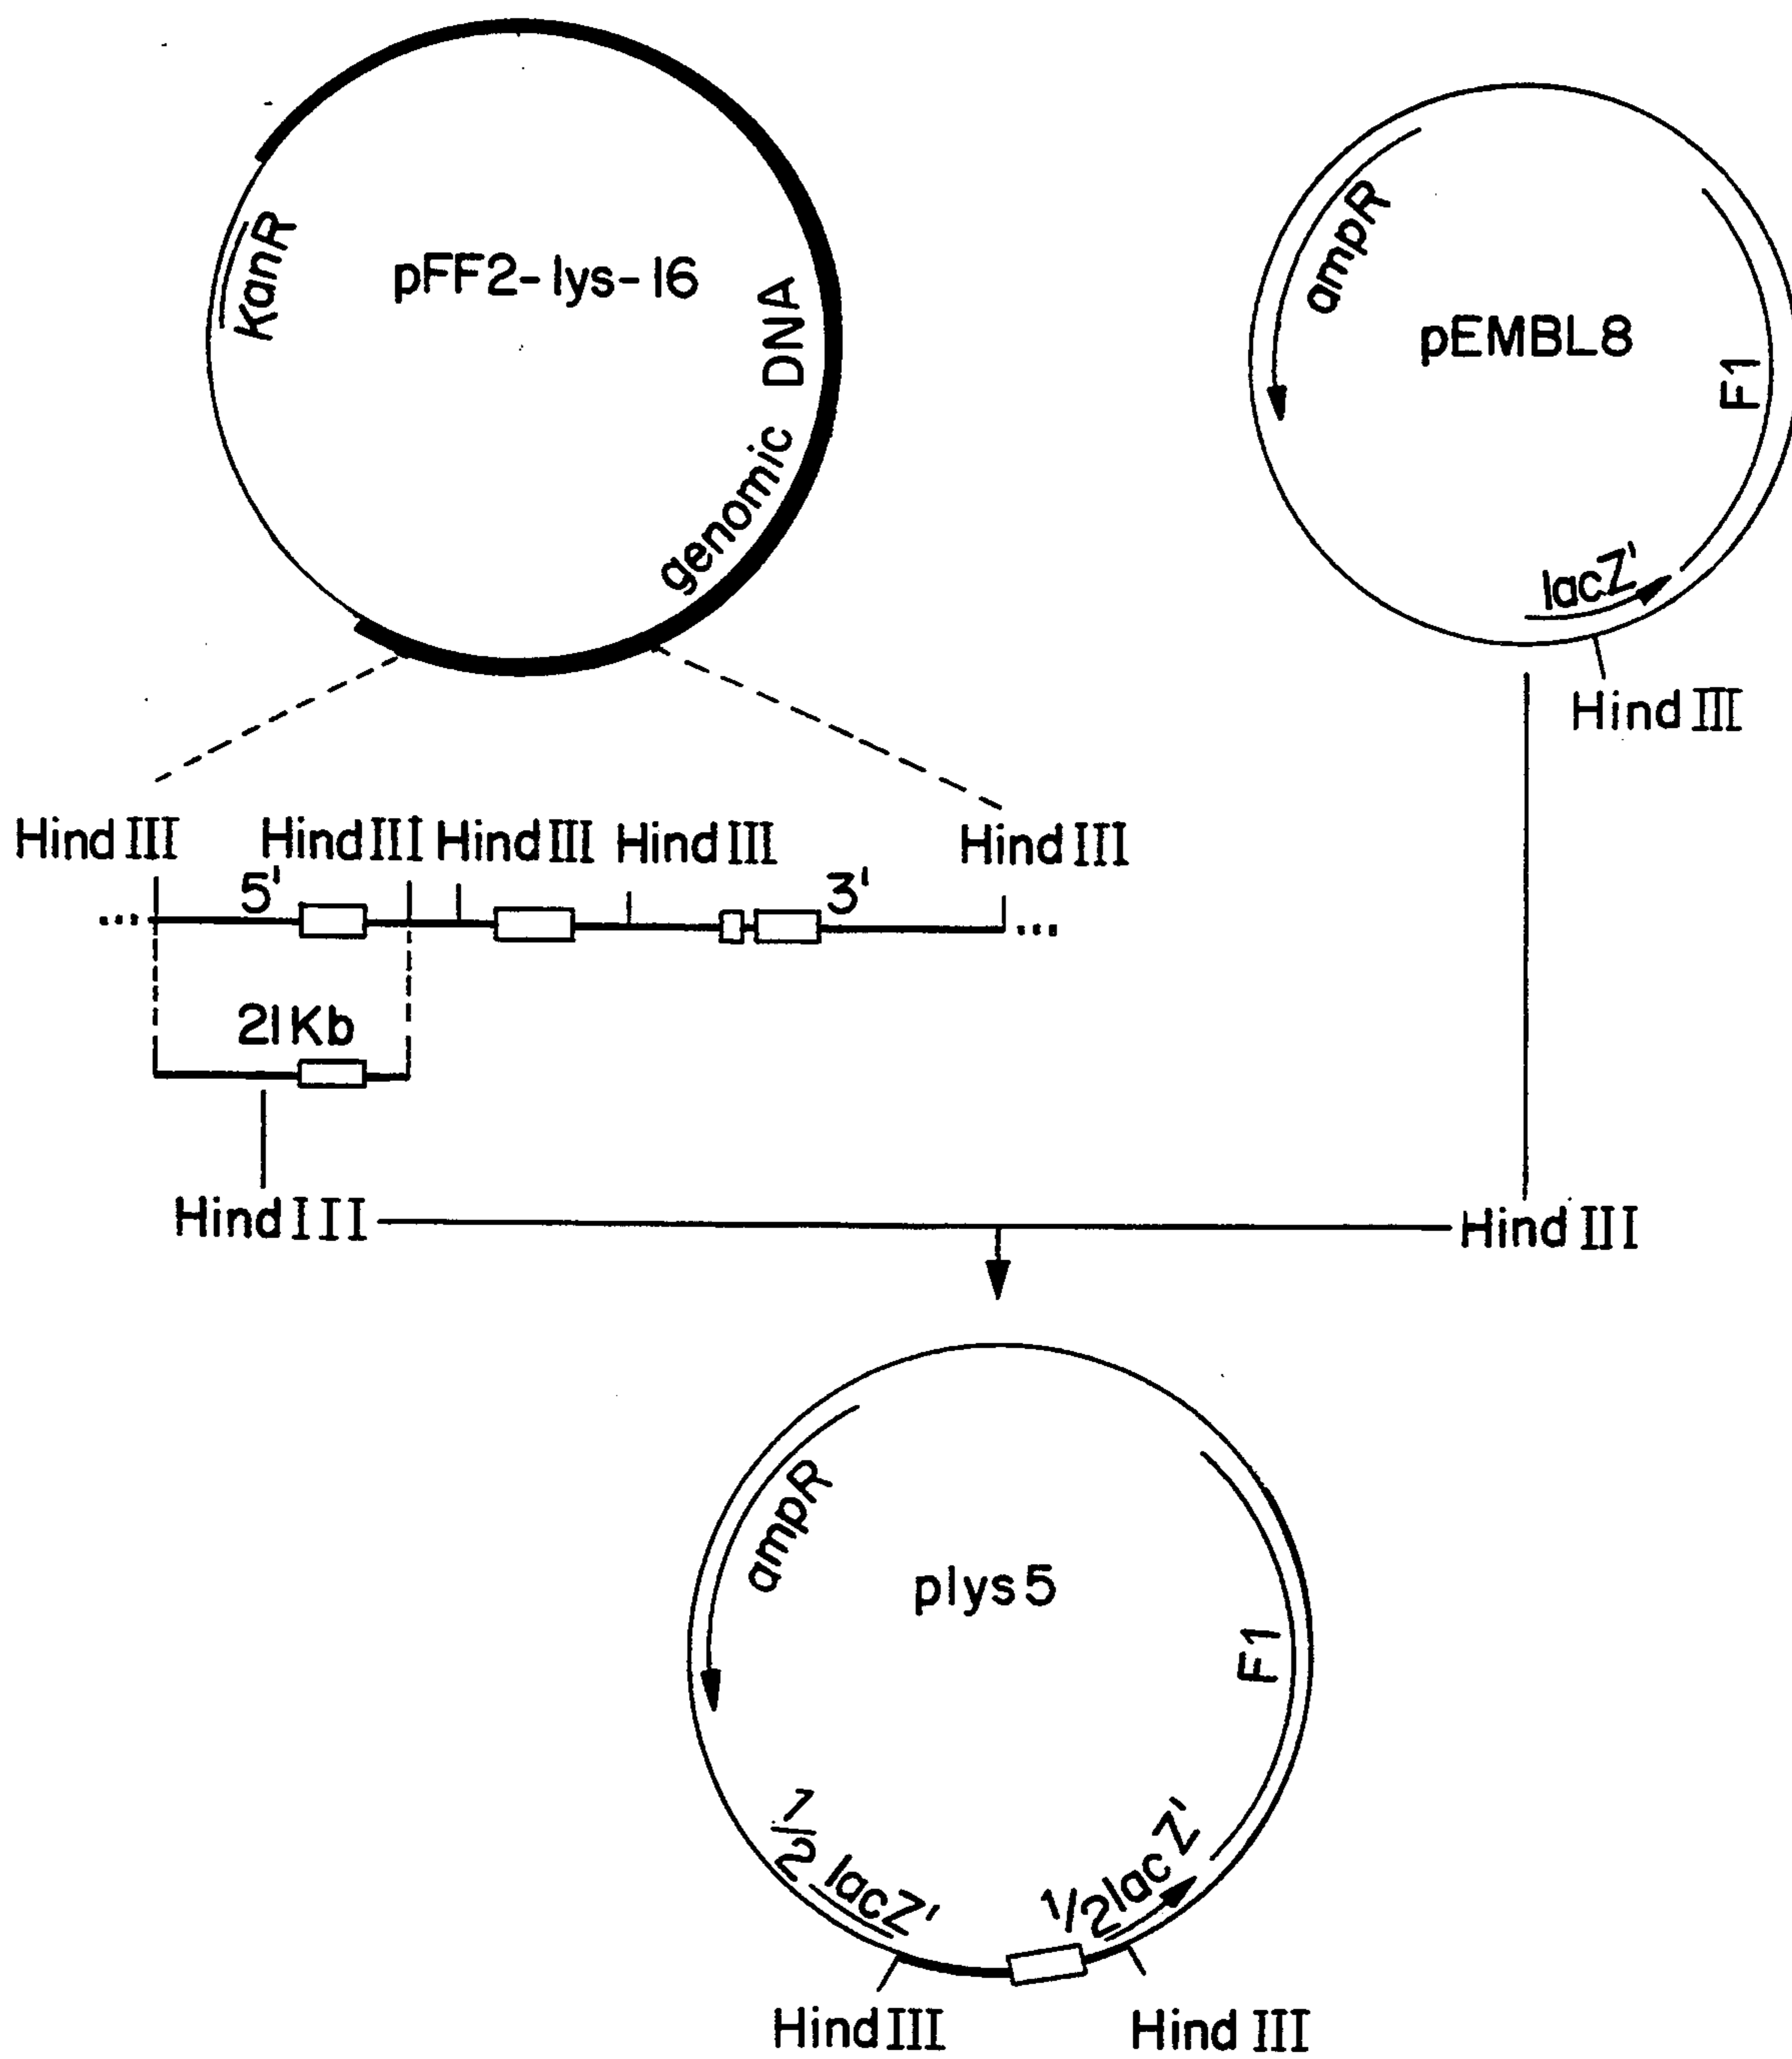 KanR
pFF2-lys-16
genomic DNA
ampR
pEMBL8
F1
lacZ'
Hind III
Hind III
Hind III
Hind III
Hind III
Hind III
5'
3'
...
...
21Kb
Hind III
Hind III
ampR
plys5
F1
1/2 lacZ'
1/2 lac Z'
Hind III
Hind III